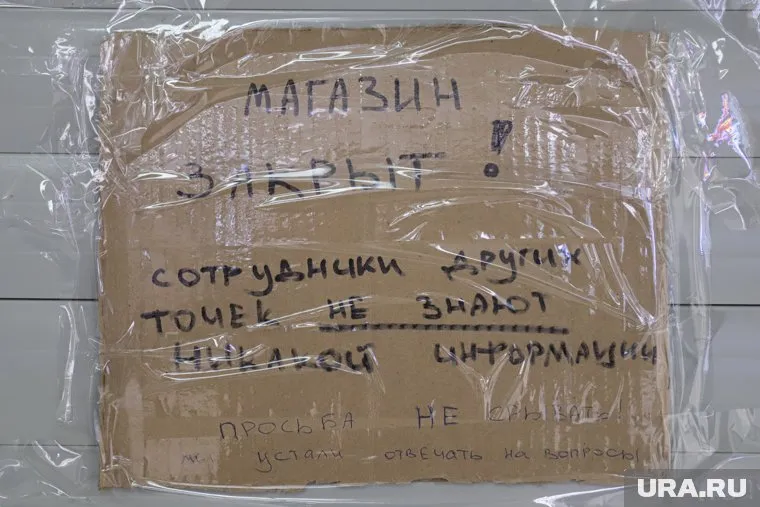 МАГАЗИН
ЗАКРЫТ!
СОТРУДНИКИ ДРУГИХ
ТОЧЕК НЕ ЗНАЮТ
НИКАКОЙ ИНФОРМАЦИИ
ПРОСЬБА НЕ СРЫВАТЬ!
УСТАЛИ ОТВЕЧАТЬ НА ВОПРОСЫ
URA.RU